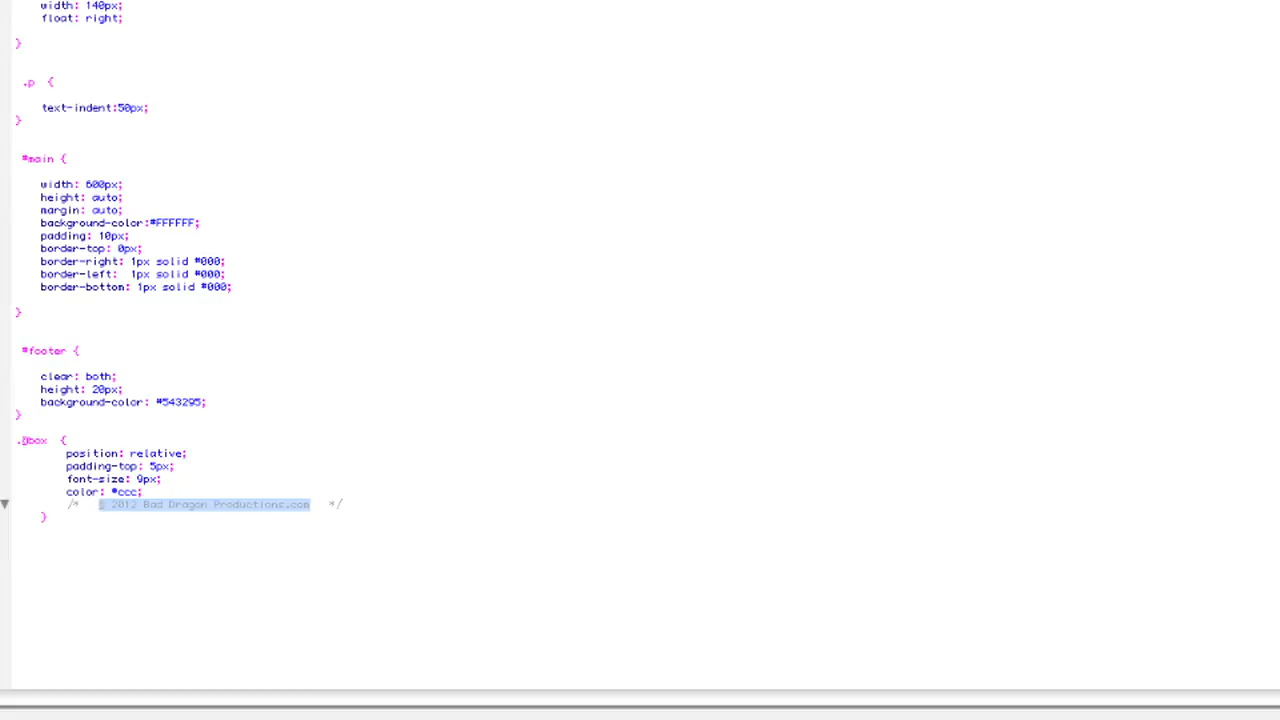 width: 140px;
float: right;
}
.p {
text-indent:50px;
}
#main {
width: 600px;
height: auto;
margin: auto;
background-color:#FFFFFF;
padding: 10px;
border-top: 0px;
border-right: 1px solid #000;
border-left: 1px solid #000;
border-bottom: 1px solid #000;
}
#footer {
clear: both;
height: 20px;
background-color: #543295;
}
{
position: relative;
padding-top: 5px;
font-size: 9px;
color: #ccc;
/* © 2012 Bad Dragon Productions.com */
}